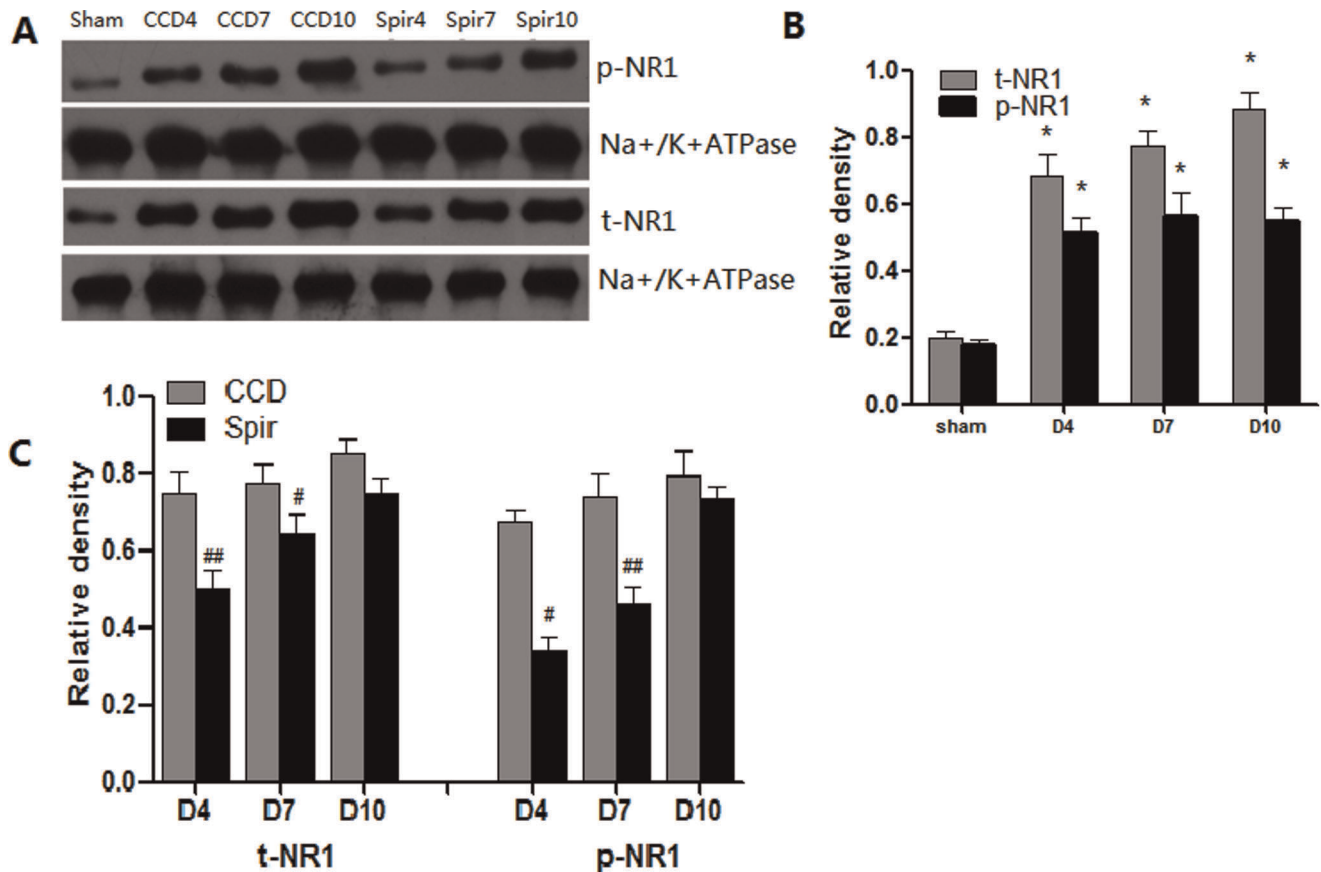 A
Sham CCD4 CCD7 CCD10 Spir4 Spir7 Spir10
p-NR1
Na+/K+ATPase
t-NR1
Na+/K+ATPase
B
t-NR1
p-NR1
Relative density
1.0
0.8
0.6
0.4
0.2
0.0
* * * * * *
sham D4 D7 D10
C
CCD
Spir
Relative density
1.0
0.8
0.6
0.4
0.2
0.0
## # # ##
D4 D7 D10 D4 D7 D10
t-NR1 p-NR1